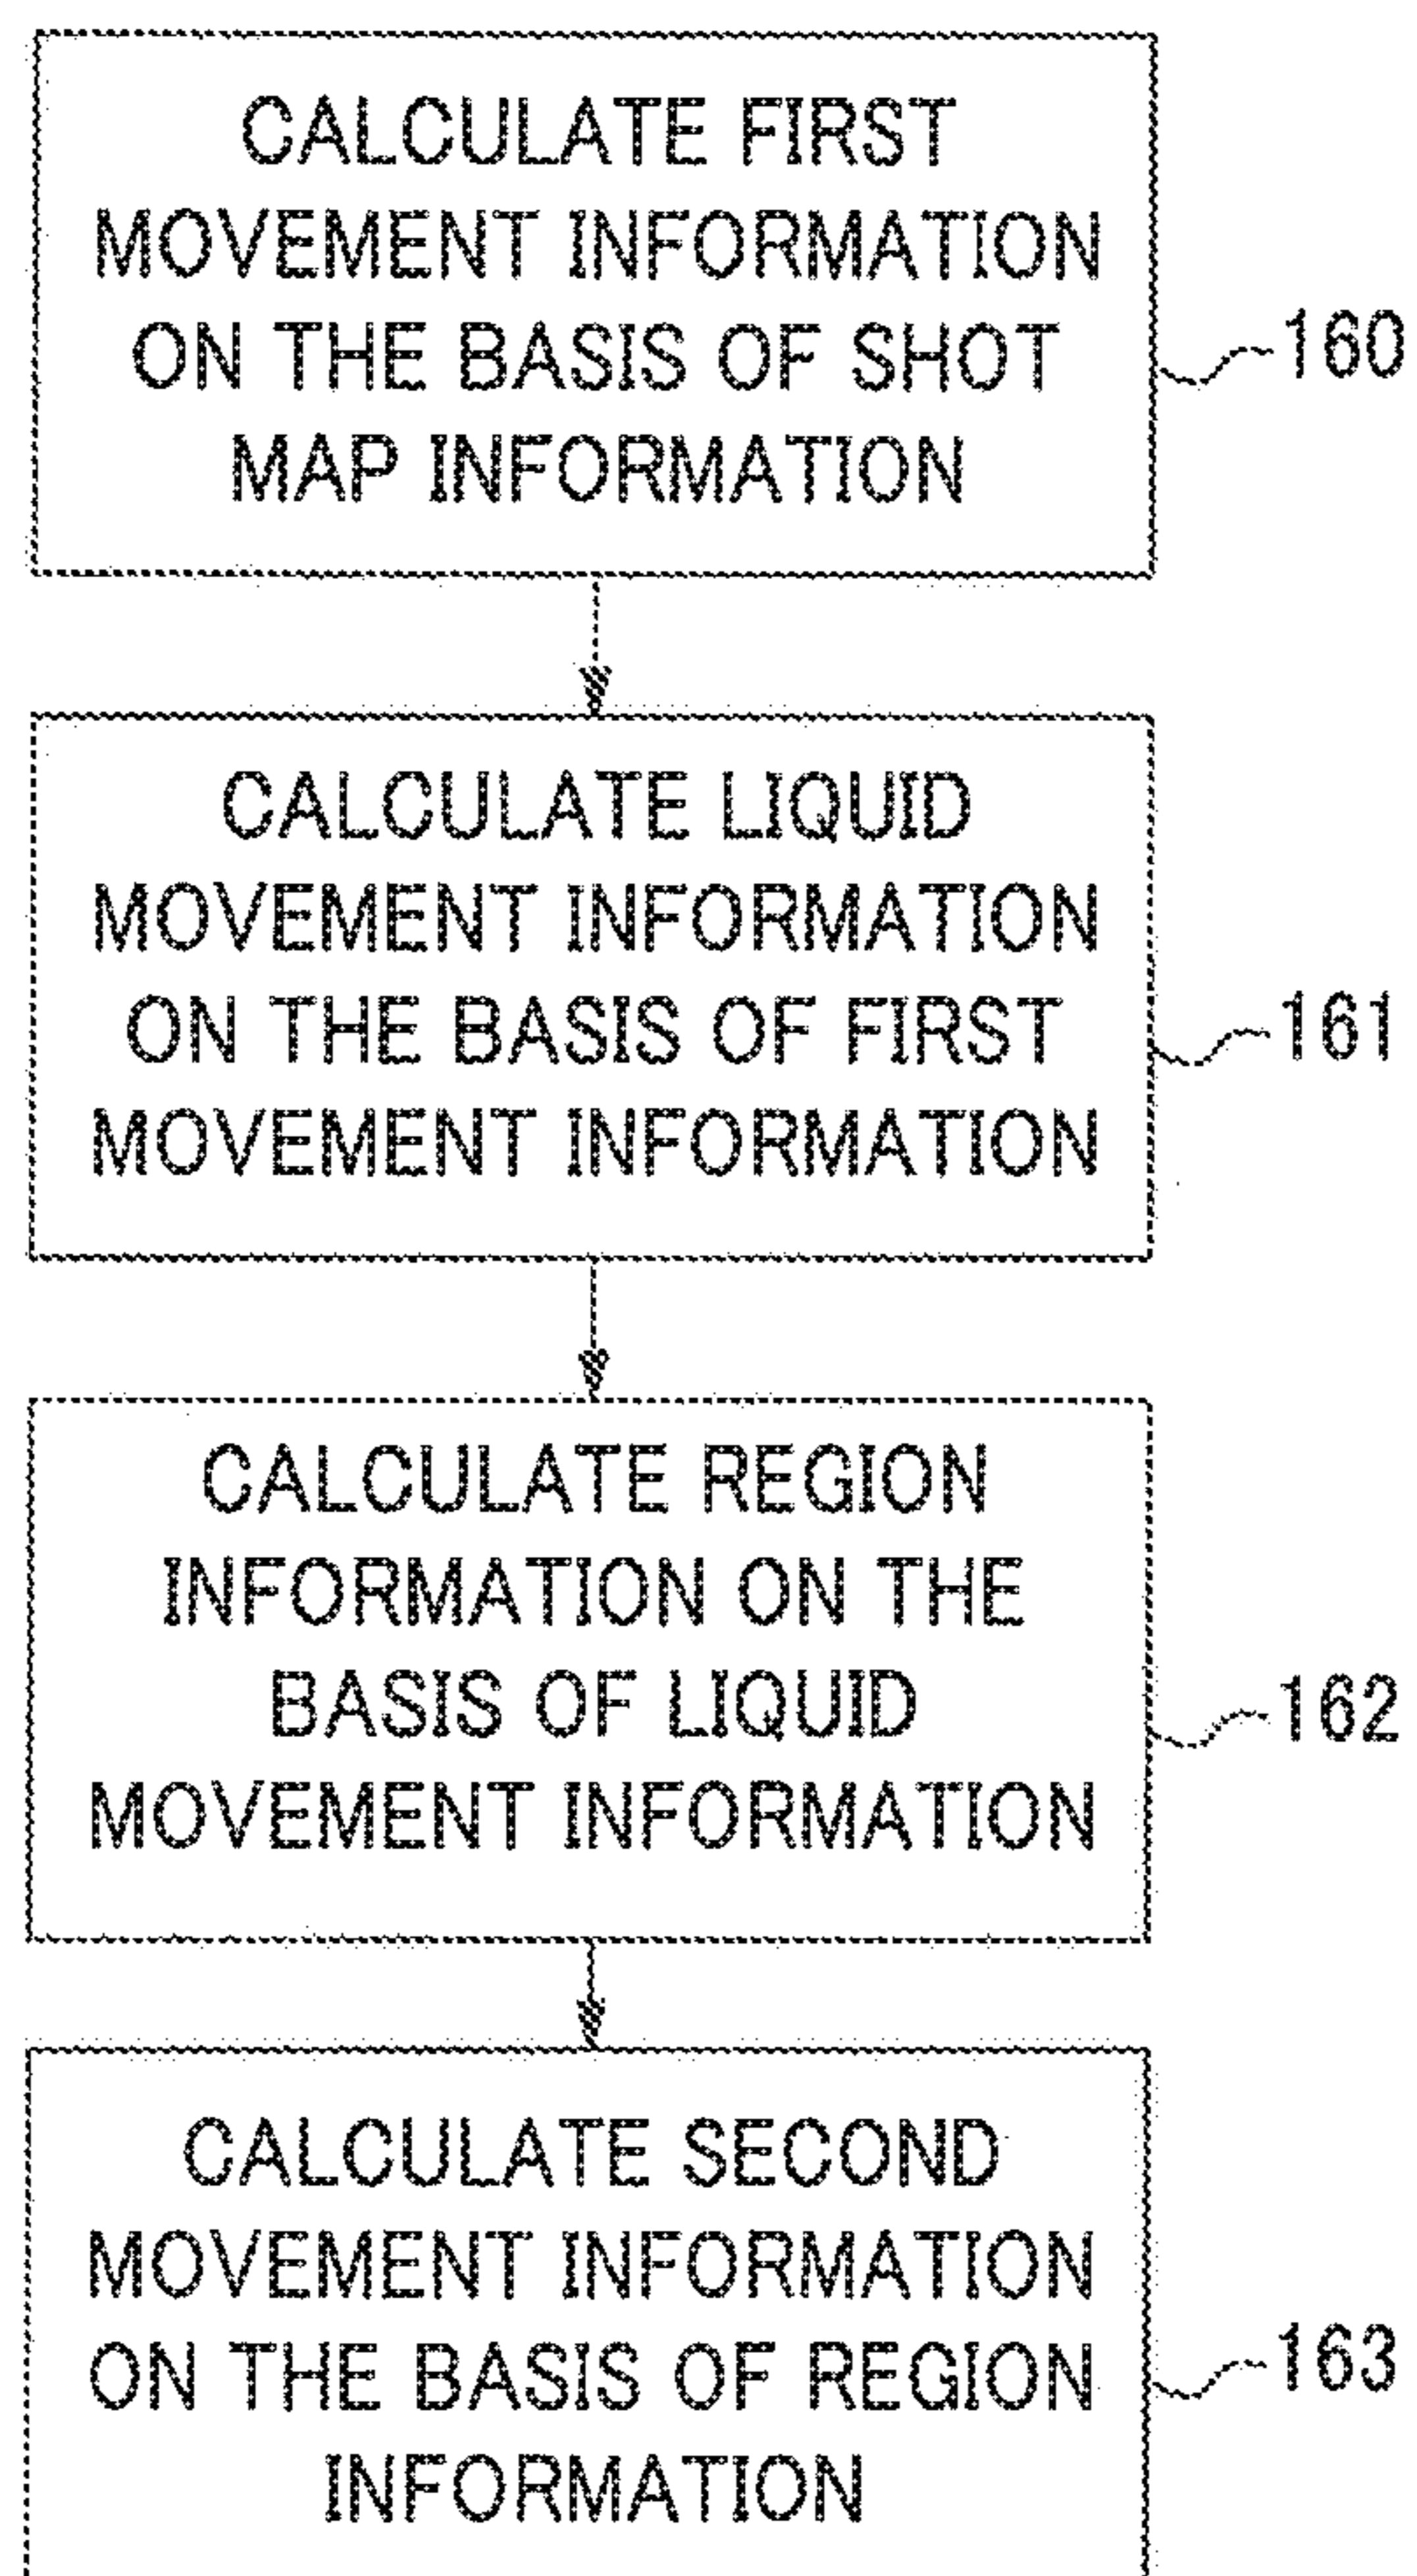 CALCULATE FIRST
MOVEMENT INFORMATION
ON THE BASIS OF SHOT
MAP INFORMATION
160
CALCULATE LIQUID
MOVEMENT INFORMATION
ON THE BASIS OF FIRST
MOVEMENT INFORMATION
161
CALCULATE REGION
INFORMATION ON THE
BASIS OF LIQUID
MOVEMENT INFORMATION
162
CALCULATE SECOND
MOVEMENT INFORMATION
ON THE BASIS OF REGION
INFORMATION
163